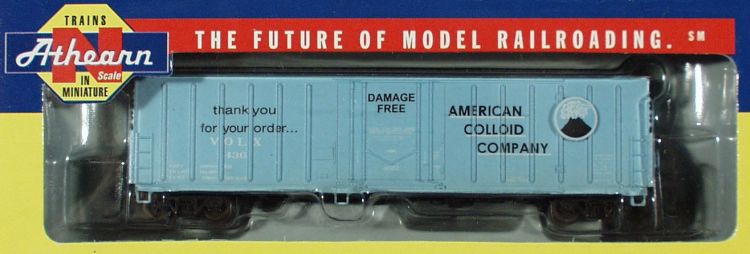 TRAINS
Athearn
N
Scale
IN
MINIATURE
THE FUTURE OF MODEL RAILROADING. SM
thank you
for your order...
VOLX
DAMAGE
FREE
AMERICAN
COLLOID
COMPANY